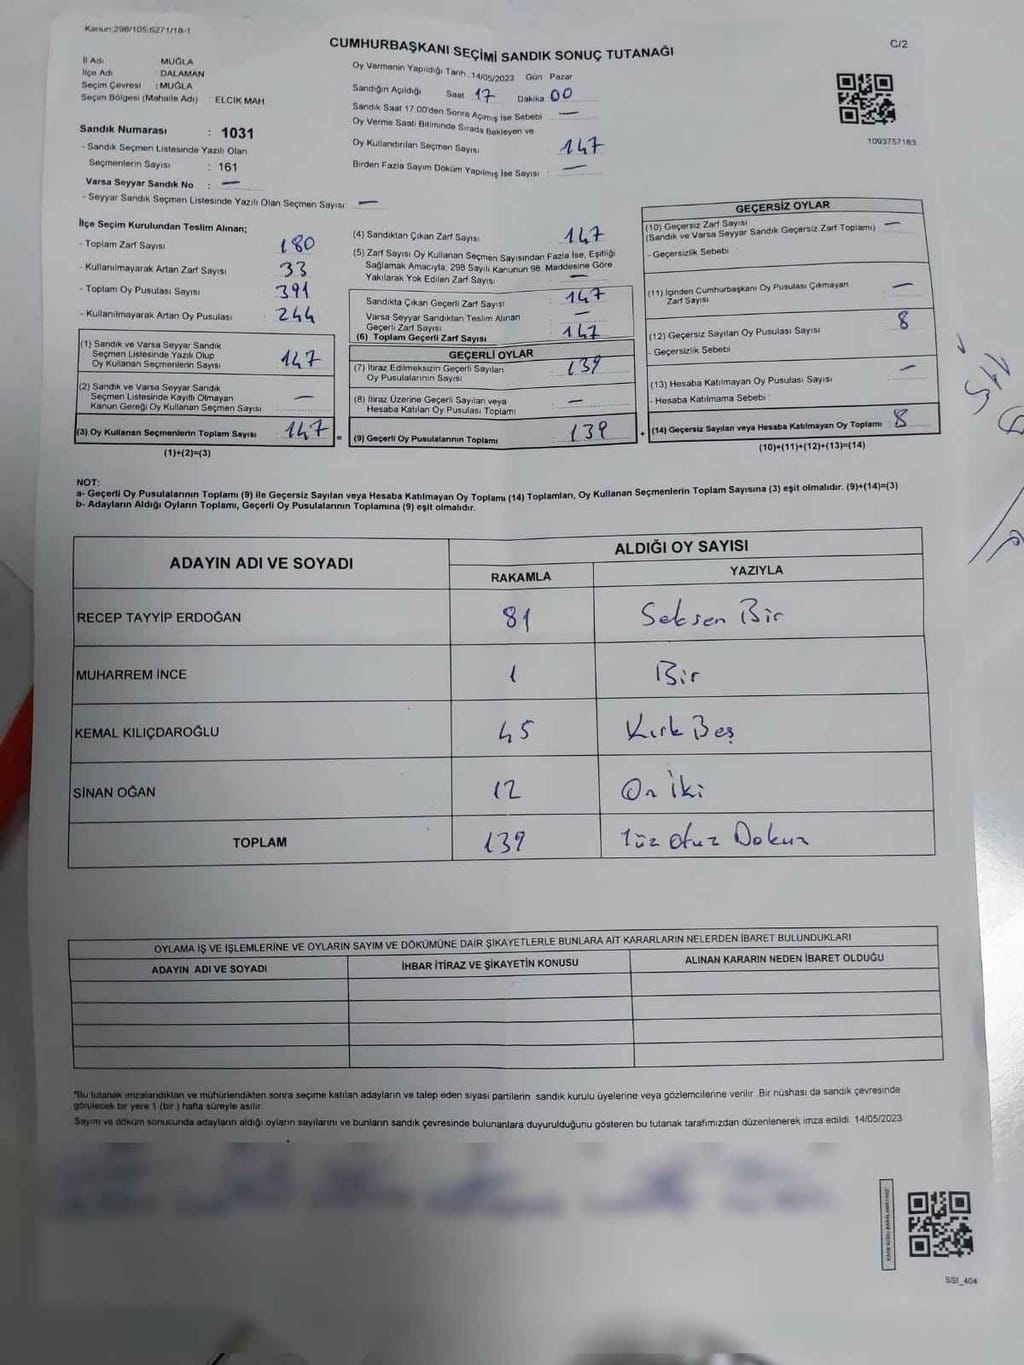 Kanun:298/105;6271/18-1
CUMHURBAŞKANI SEÇİMİ SANDIK SONUÇ TUTANAĞI
C/2
İl Adı : MUĞLA
İlçe Adı DALAMAN
Seçim Çevresi : MUĞLA
Seçim Bölgesi (Mahalle Adı) ELCİK MAH.
Sandık Numarası : 1031
- Sandık Seçmen Listesinde Yazılı Olan
Seçmenlerin Sayısı : 161
Varsa Seyyar Sandık No : —
- Seyyar Sandık Seçmen Listesinde Yazılı Olan Seçmen Sayısı: —
Oy Vermenin Yapıldığı Tarih 14/05/2023 Gün : Pazar
Sandığın Açıldığı Saat 17 Dakika 00
Sandık Saat 17:00'den Sonra Açımış İse Sebebi —
Oy Verme Saati Bitiminde Sırada Bekleyen ve
Oy Kullandırılan Seçmen Sayısı : 147
Birden Fazla Sayım Döküm Yapılmış İse Sayısı : —
1093757183
İlçe Seçim Kurulundan Teslim Alınan;
- Toplam Zarf Sayısı : 180
- Kullanılmayarak Artan Zarf Sayısı : 33
- Toplam Oy Pusulası Sayısı : 391
- Kullanılmayarak Artan Oy Pusulası : 244
(1) Sandık ve Varsa Seyyar Sandık
Seçmen Listesinde Yazılı Olup
Oy Kullanan Seçmenlerin Sayısı : 147
(2) Sandık ve Varsa Seyyar Sandık
Seçmen Listesinde Kayıtlı Olmayan
Kanun Gereği Oy Kullanan Seçmen Sayısı : —
(3) Oy Kullanan Seçmenlerin Toplam Sayısı : 147 =
(1)+(2)=(3)
(4) Sandıktan Çıkan Zarf Sayısı : 147
(5) Zarf Sayısı Oy Kullanan Seçmen Sayısından Fazla İse, Eşitliği
Sağlamak Amacıyla, 298 Sayılı Kanunun 98. Maddesine Göre
Yakılarak Yok Edilen Zarf Sayısı : —
Sandıkta Çıkan Geçerli Zarf Sayısı : 147
Varsa Seyyar Sandıktan Teslim Alınan
Geçerli Zarf Sayısı : —
(6) Toplam Geçerli Zarf Sayısı : 147
GEÇERLİ OYLAR
(7) İtiraz Edilmeksizin Geçerli Sayılan
Oy Pusulalarının Sayısı : 139
(8) İtiraz Üzerine Geçerli Sayılan veya
Hesaba Katılan Oy Pusulası Toplamı : —
(9) Geçerli Oy Pusulalarının Toplamı : 139 +
GEÇERSİZ OYLAR
(10) Geçersiz Zarf Sayısı
(Sandık ve Varsa Seyyar Sandık Geçersiz Zarf Toplamı) —
- Geçersizlik Sebebi :
(11) İçinden Cumhurbaşkanı Oy Pusulası Çıkmayan
Zarf Sayısı : —
(12) Geçersiz Sayılan Oy Pusulası Sayısı : 8
- Geçersizlik Sebebi
(13) Hesaba Katılmayan Oy Pusulası Sayısı : —
- Hesaba Katılmama Sebebi :
(14) Geçersiz Sayılan veya Hesaba Katılmayan Oy Toplamı : 8
(10)+(11)+(12)+(13)=(14)
NOT:
a- Geçerli Oy Pusulalarının Toplamı (9) ile Geçersiz Sayılan veya Hesaba Katılmayan Oy Toplamı (14) Toplamları, Oy Kullanan Seçmenlerin Toplam Sayısına (3) eşit olmalıdır. (9)+(14)=(3)
b- Adayların Aldığı Oyların Toplamı, Geçerli Oy Pusulalarının Toplamına (9) eşit olmalıdır.
ADAYIN ADI VE SOYADI
ALDIĞI OY SAYISI
RAKAMLA YAZIYLA
RECEP TAYYİP ERDOĞAN 81 Seksen Bir
MUHARREM İNCE 1 Bir
KEMAL KILIÇDAROĞLU 45 Kırk Beş
SİNAN OĞAN 12 On İki
TOPLAM 139 Yüz Otuz Dokuz
OYLAMA İŞ VE İŞLEMLERİNE VE OYLARIN SAYIM VE DÖKÜMÜNE DAİR ŞİKAYETLERLE BUNLARA AİT KARARLARIN NELERDEN İBARET BULUNDUKLARI
ADAYIN ADI VE SOYADI İHBAR İTİRAZ VE ŞİKAYETİN KONUSU ALINAN KARARIN NEDEN İBARET OLDUĞU
*Bu tutanak imzalandıktan ve mühürlendikten sonra seçime katılan adayların ve talep eden siyasi partilerin sandık kurulu üyelerine veya gözlemcilerine verilir. Bir nüshası da sandık çevresinde
görülecek bir yere 1 (bir) hafta süreyle asılır.
Sayım ve döküm sonucunda adayların aldığı oyların sayılarını ve bunların sandık çevresinde bulunanlara duyurulduğunu gösteren bu tutanak tarafımızdan düzenlenerek imza edildi. 14/05/2023
SSI_404